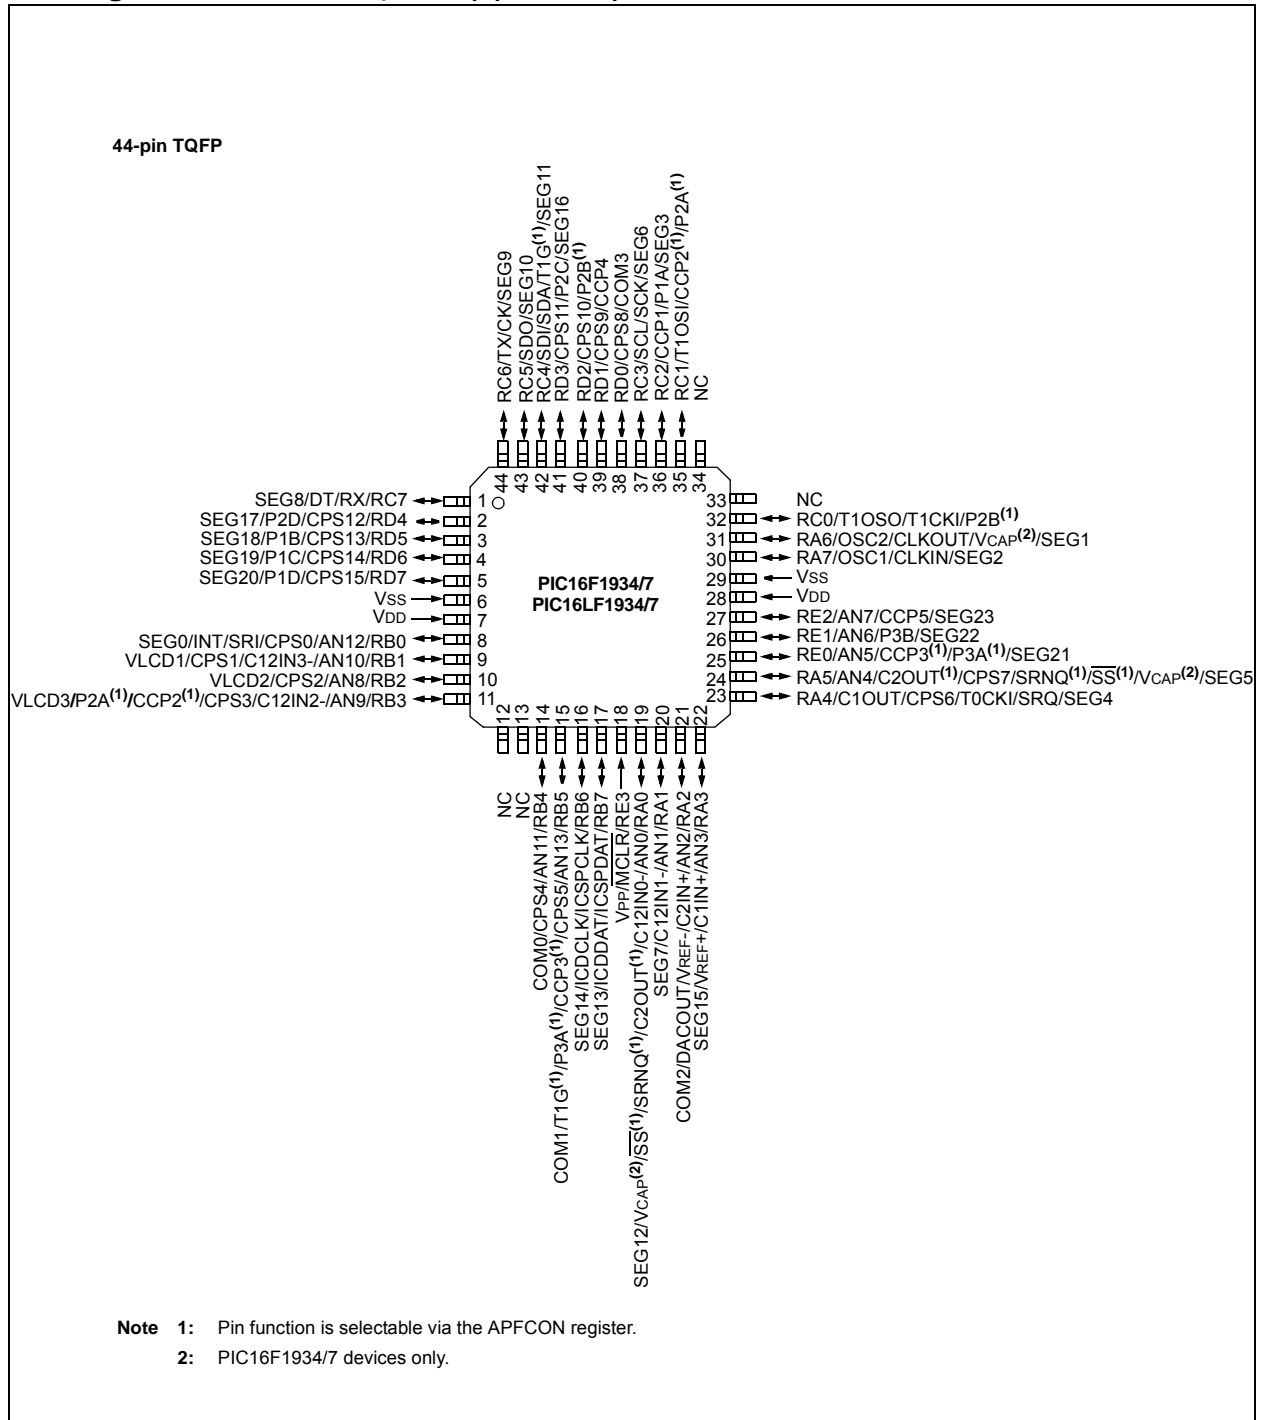 44-pin TQFP
RC6/TX/CK/SEG9
RC5/SDO/SEG10
RC4/SDI/SDA/T1G(1)/SEG11
RD3/CPS11/P2C/SEG16
RD2/CPS10/P2B(1)
RD1/CPS9/CCP4
RD0/CPS8/COM3
RC3/SCL/SCK/SEG6
RC2/CCP1/P1A/SEG3
RC1/T1OSI/CCP2(1)/P2A(1)
NC
44
43
42
41
40
39
38
37
36
35
34
SEG8/DT/RX/RC7 1
SEG17/P2D/CPS12/RD4 2
SEG18/P1B/CPS13/RD5 3
SEG19/P1C/CPS14/RD6 4
SEG20/P1D/CPS15/RD7 5
VSS 6
VDD 7
SEG0/INT/SRI/CPS0/AN12/RB0 8
VLCD1/CPS1/C12IN3-/AN10/RB1 9
VLCD2/CPS2/AN8/RB2 10
VLCD3/P2A(1)/CCP2(1)/CPS3/C12IN2-/AN9/RB3 11
PIC16F1934/7
PIC16LF1934/7
33 NC
32 RC0/T1OSO/T1CKI/P2B(1)
31 RA6/OSC2/CLKOUT/VCAP(2)/SEG1
30 RA7/OSC1/CLKIN/SEG2
29 VSS
28 VDD
27 RE2/AN7/CCP5/SEG23
26 RE1/AN6/P3B/SEG22
25 RE0/AN5/CCP3(1)/P3A(1)/SEG21
24 RA5/AN4/C2OUT(1)/CPS7/SRNQ(1)/SS(1)/VCAP(2)/SEG5
23 RA4/C1OUT/CPS6/T0CKI/SRQ/SEG4
12
13
14
15
16
17
18
19
20
21
22
NC
NC
COM0/CPS4/AN11/RB4
COM1/T1G(1)/P3A(1)/CCP3(1)/CPS5/AN13/RB5
SEG14/ICDCLK/ICSPCLK/RB6
SEG13/ICDDAT/ICSPDAT/RB7
VPP/MCLR/RE3
SEG12/VCAP(2)/SS(1)/SRNQ(1)/C2OUT(1)/C12IN0-/AN0/RA0
SEG7/C12IN1-/AN1/RA1
COM2/DACOUT/VREF-/C2IN+/AN2/RA2
SEG15/VREF+/C1IN+/AN3/RA3
Note 1: Pin function is selectable via the APFCON register.
2: PIC16F1934/7 devices only.